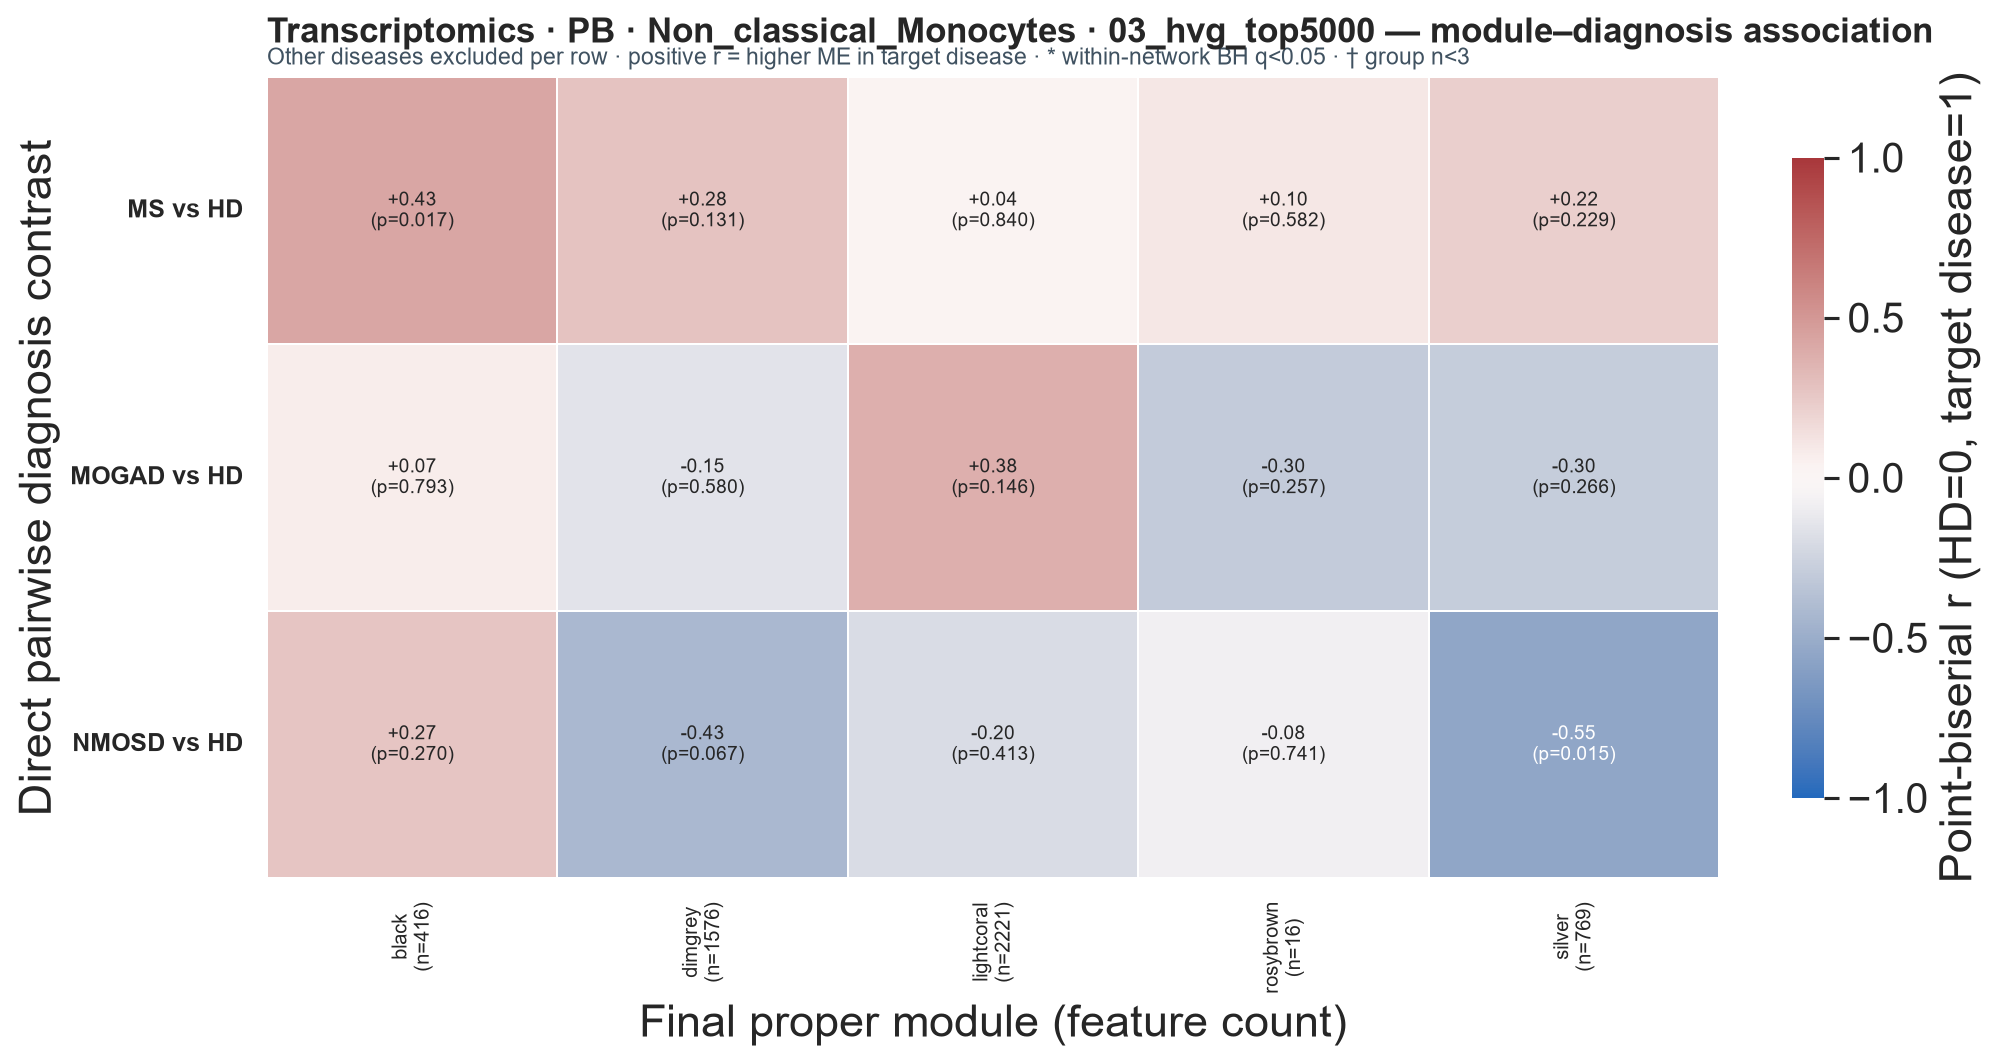 Transcriptomics · PB · Non_classical_Monocytes · 03_hvg_top5000 — module–diagnosis association
Other diseases excluded per row · positive r = higher ME in target disease · * within-network BH q<0.05 · † group n<3
Direct pairwise diagnosis contrast
MS vs HD
+0.43
(p=0.017)
+0.28
(p=0.131)
+0.04
(p=0.840)
+0.10
(p=0.582)
+0.22
(p=0.229)
MOGAD vs HD
+0.07
(p=0.793)
-0.15
(p=0.580)
+0.38
(p=0.146)
-0.30
(p=0.257)
-0.30
(p=0.266)
NMOSD vs HD
+0.27
(p=0.270)
-0.43
(p=0.067)
-0.20
(p=0.413)
-0.08
(p=0.741)
-0.55
(p=0.015)
black
(n=416)
dimgrey
(n=1576)
lightcoral
(n=2221)
rosybrown
(n=16)
silver
(n=769)
Final proper module (feature count)
1.0
0.5
0.0
−0.5
−1.0
Point-biserial r (HD=0, target disease=1)